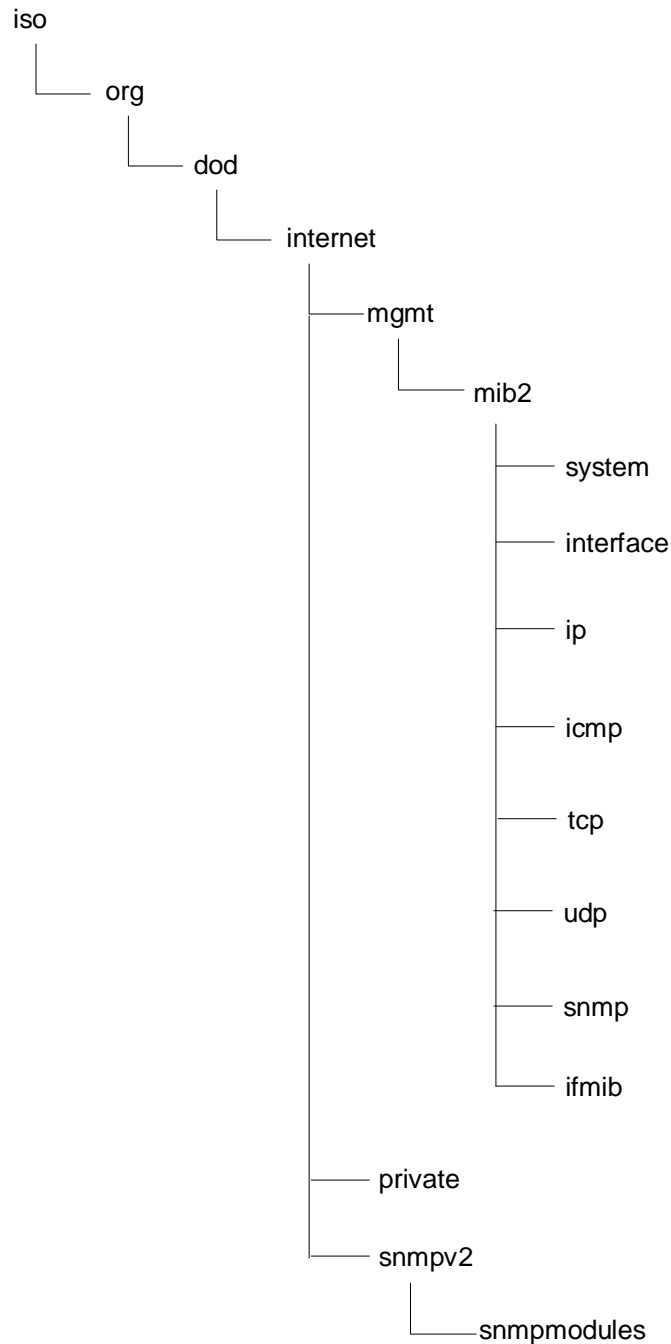 iso
org
dod
internet
mgmt
mib2
system
interface
ip
icmp
tcp
udp
snmp
ifmib
private
snmpv2
snmpmodules